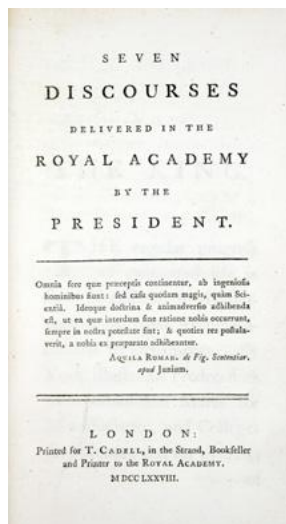 SEVEN
DISCOURSES
DELIVERED IN THE
ROYAL ACADEMY
BY THE
PRESIDENT.
Omnia fere quæ præceptis continentur, ab ingeniosis
hominibus fiunt: sed casu quodam magis, quàm Sci-
entiâ. Ideoque doctrina & animadversio adhibenda
est, ut ea quæ interdum sine ratione nobis occurrunt,
semper in nostra potestate sint; & quoties res postula-
verit, a nobis ex præparato adhibeantur.
AQUILA ROMAN. de Fig. Sententiar.
apud Junium.
LONDON:
Printed for T. CADELL, in the Strand, Bookseller
and Printer to the ROYAL ACADEMY.
M DCC LXXVIII.